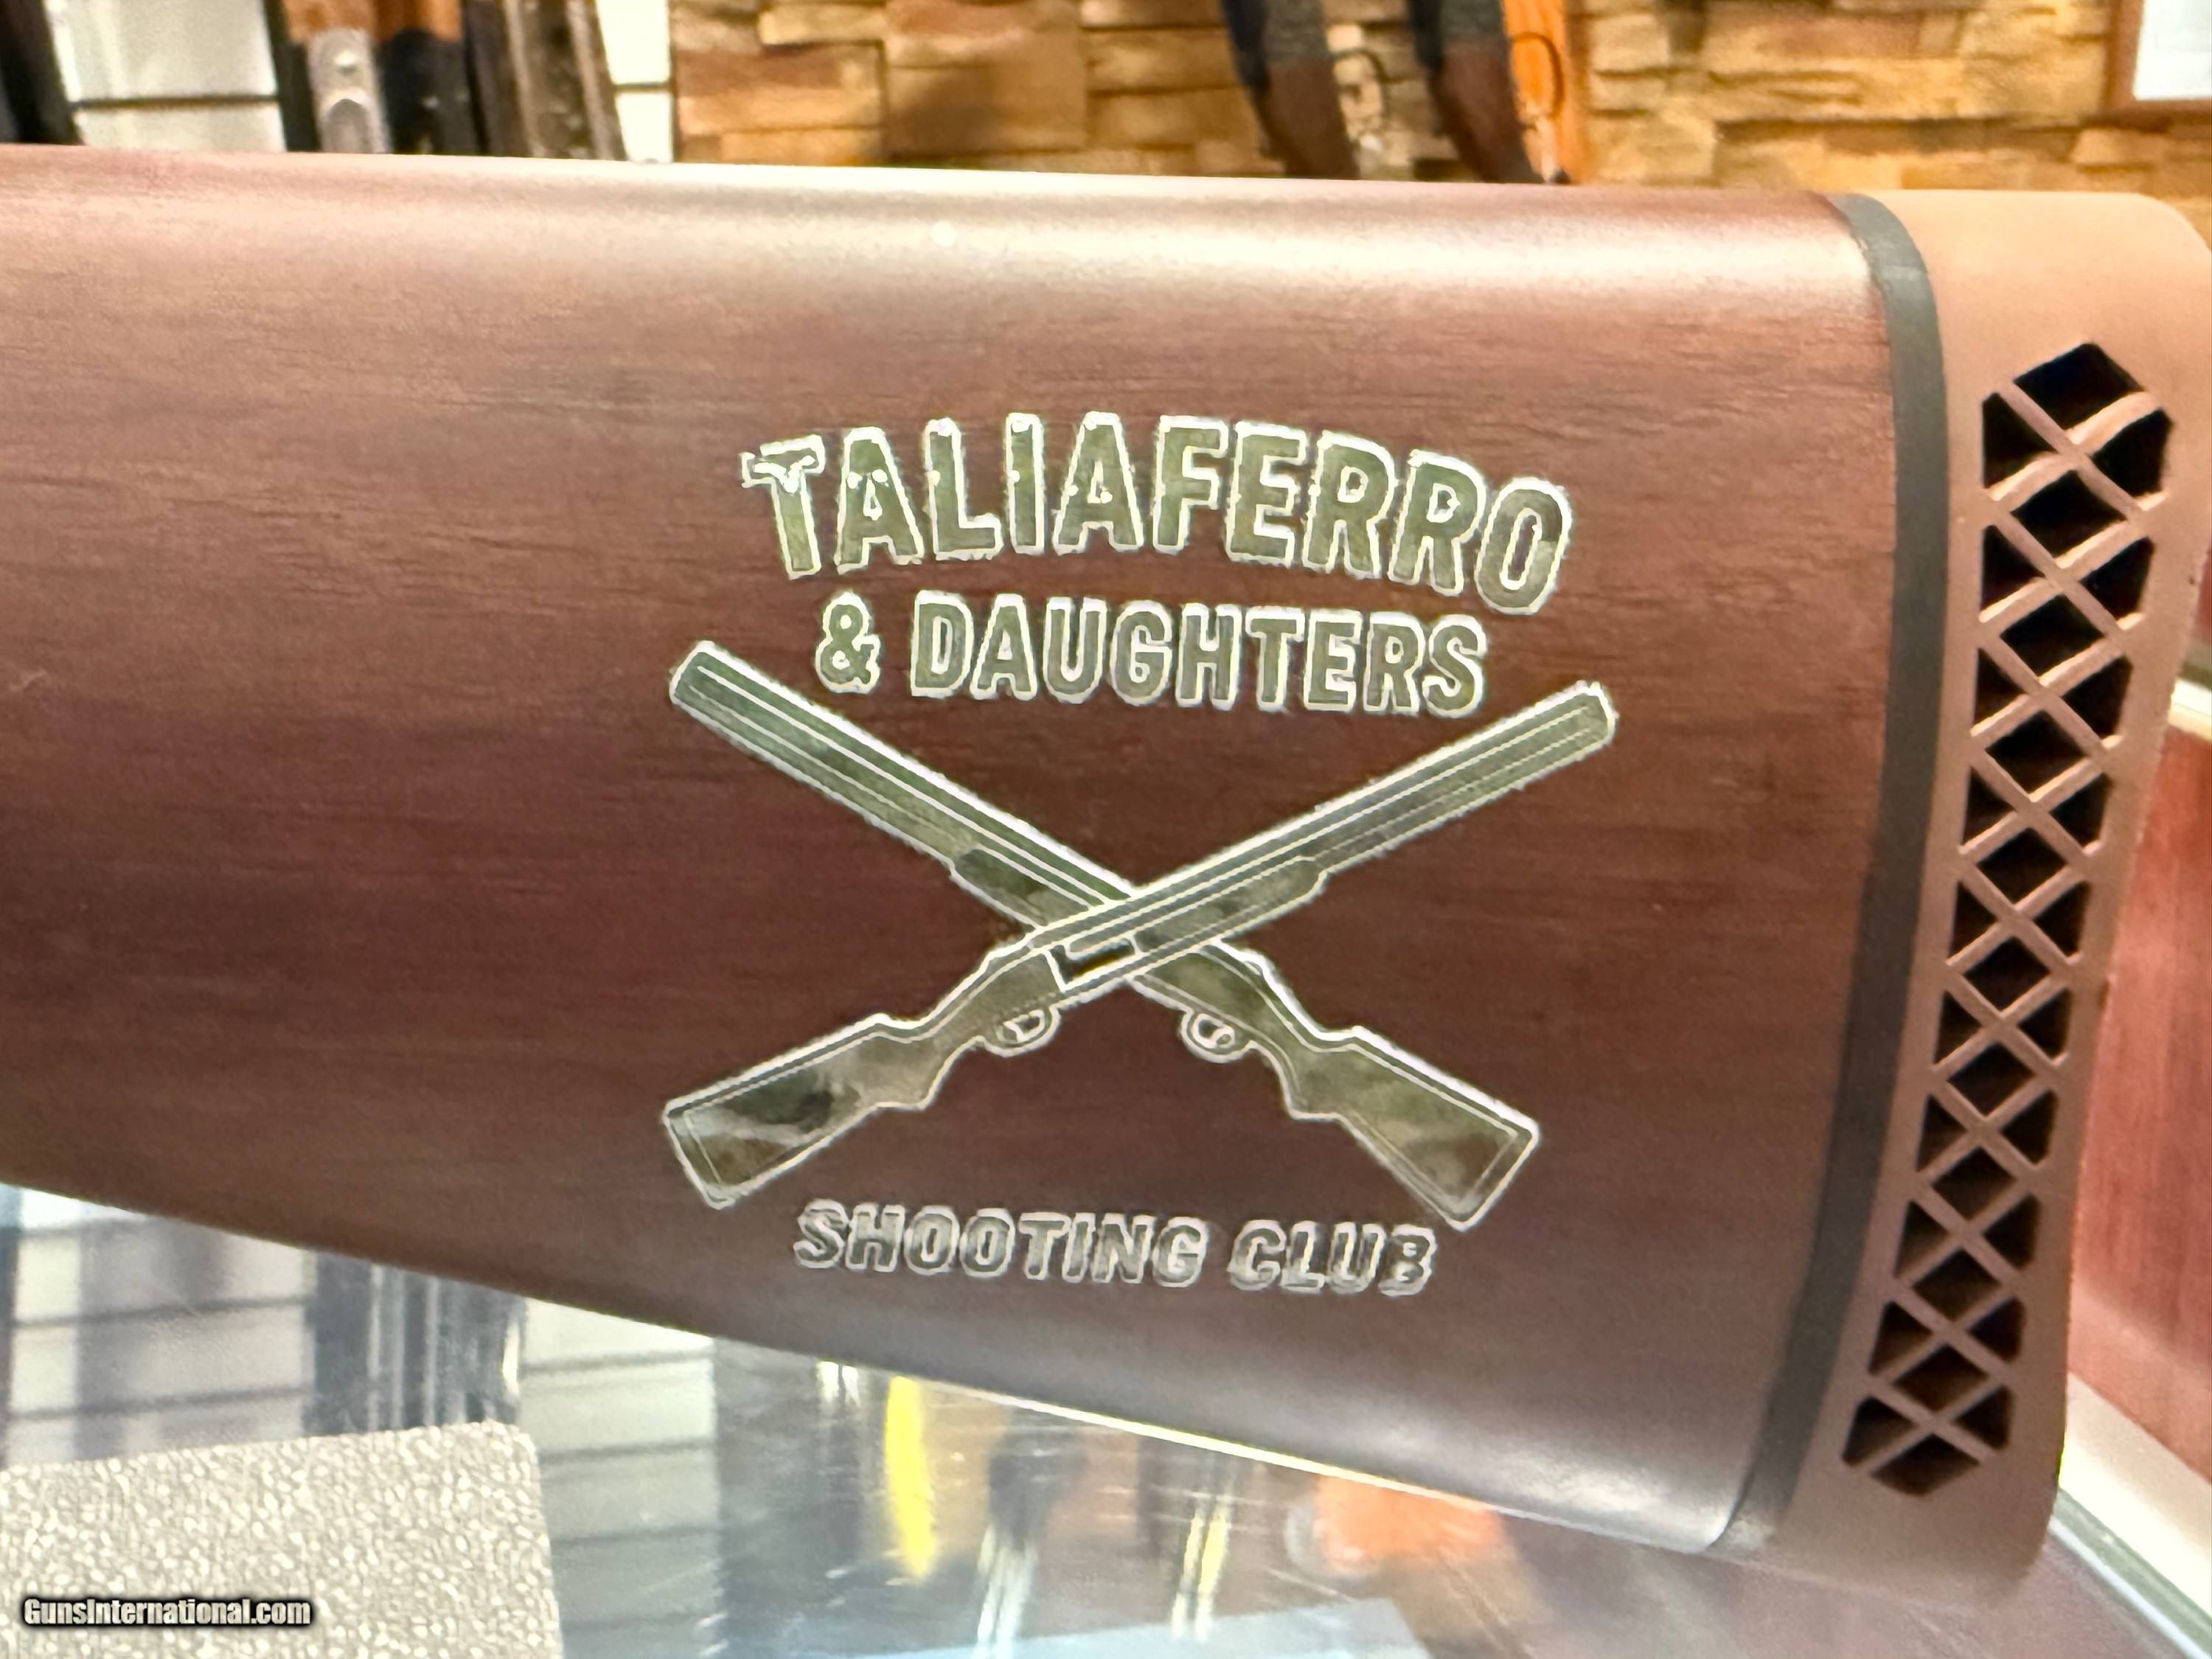 TALIAFERRO
& DAUGHTERS
SHOOTING CLUB
GunsInternational.com